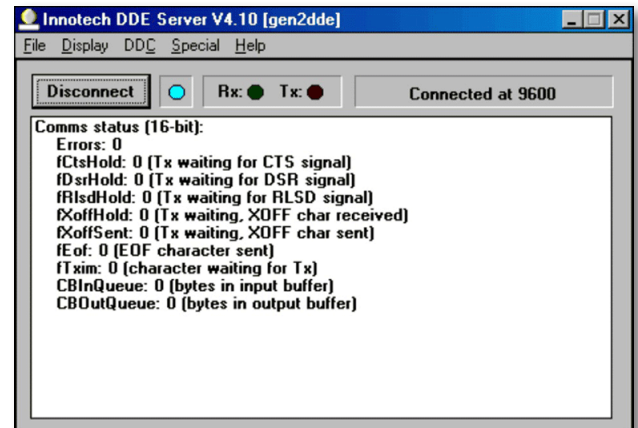 Innotech DDE Server V4.10 [gen2dde]
File Display DDC Special Help
Disconnect Rx: Tx: Connected at 9600
Comms status (16-bit):
Errors: 0
fCtsHold: 0 (Tx waiting for CTS signal)
fDsrHold: 0 (Tx waiting for DSR signal)
fRlsdHold: 0 (Tx waiting for RLSD signal)
fXoffHold: 0 (Tx waiting, XOFF char received)
fXoffSent: 0 (Tx waiting, XOFF char sent)
fEof: 0 (EOF character sent)
fTxim: 0 (character waiting for Tx)
CBInQueue: 0 (bytes in input buffer)
CBOutQueue: 0 (bytes in output buffer)